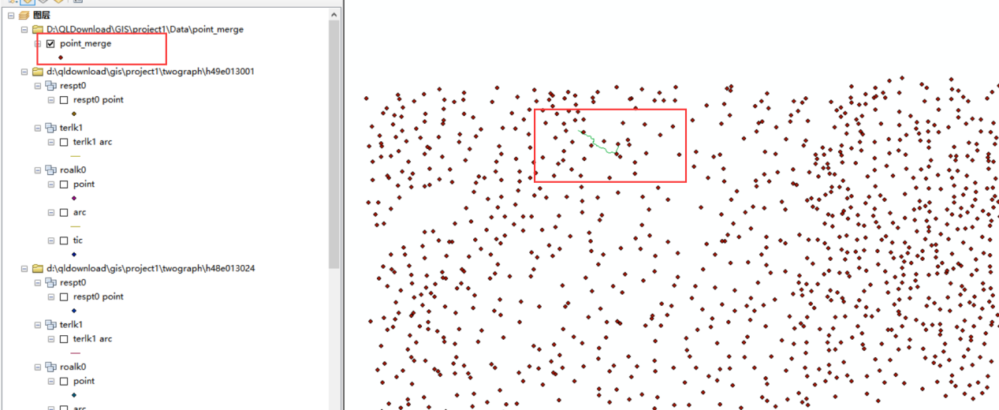 图层
D:\QLDownload\GIS\project1\Data\point_merge
point_merge
d:\qldownload\gis\project1\twograph\h49e013001
respt0
respt0 point
terlk1
terlk1 arc
roalk0
point
arc
tic
d:\qldownload\gis\project1\twograph\h48e013024
respt0
respt0 point
terlk1
terlk1 arc
roalk0
point
arc